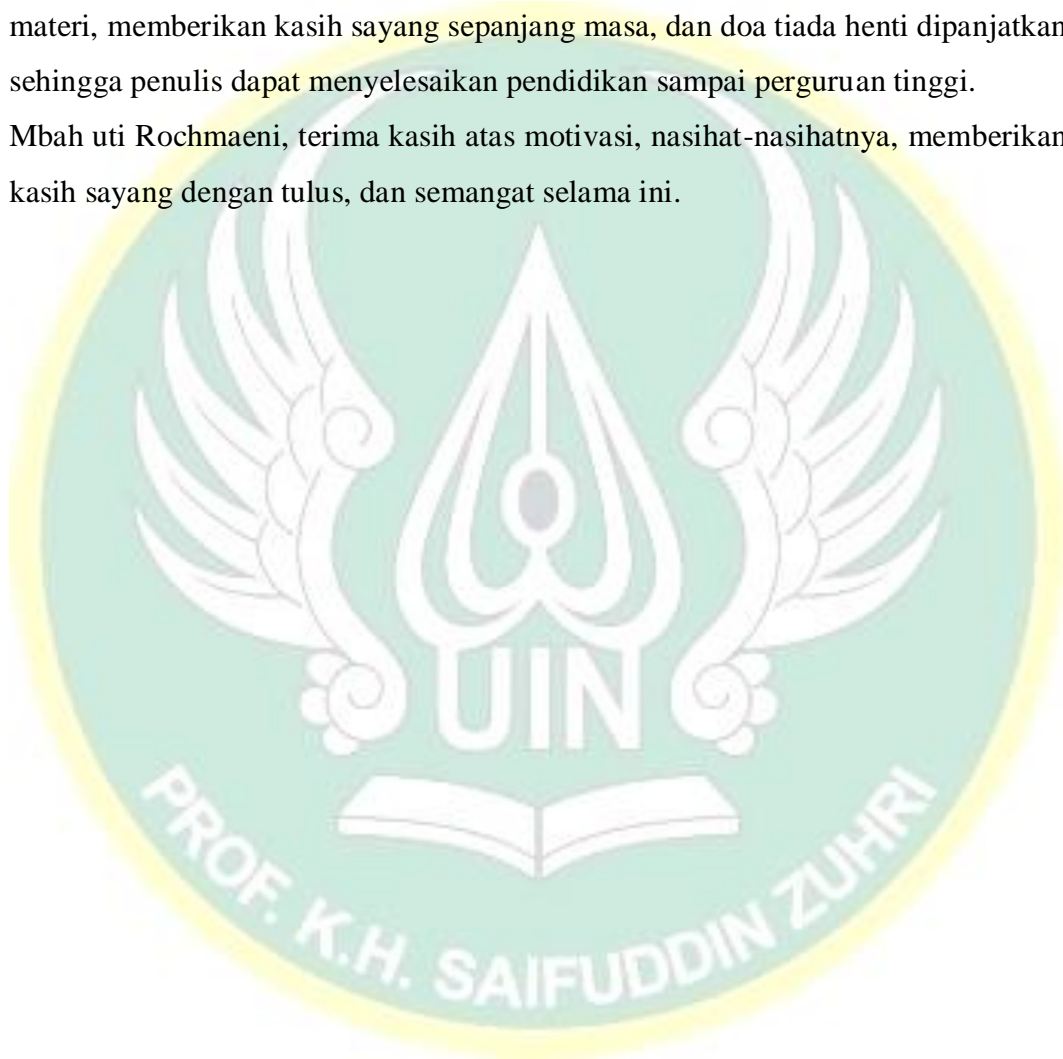 materi, memberikan kasih sayang sepanjang masa, dan doa tiada henti dipanjatkan
sehingga penulis dapat menyelesaikan pendidikan sampai perguruan tinggi.
Mbah uti Rochmaeni, terima kasih atas motivasi, nasihat-nasihatnya, memberikan
kasih sayang dengan tulus, dan semangat selama ini.
UIN
PROF. K.H. SAIFUDDIN ZUHRI